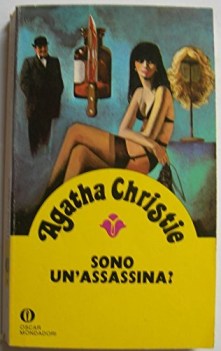 Agatha Christie
SONO
UN'ASSASSINA?
OSCAR
MONDADORI